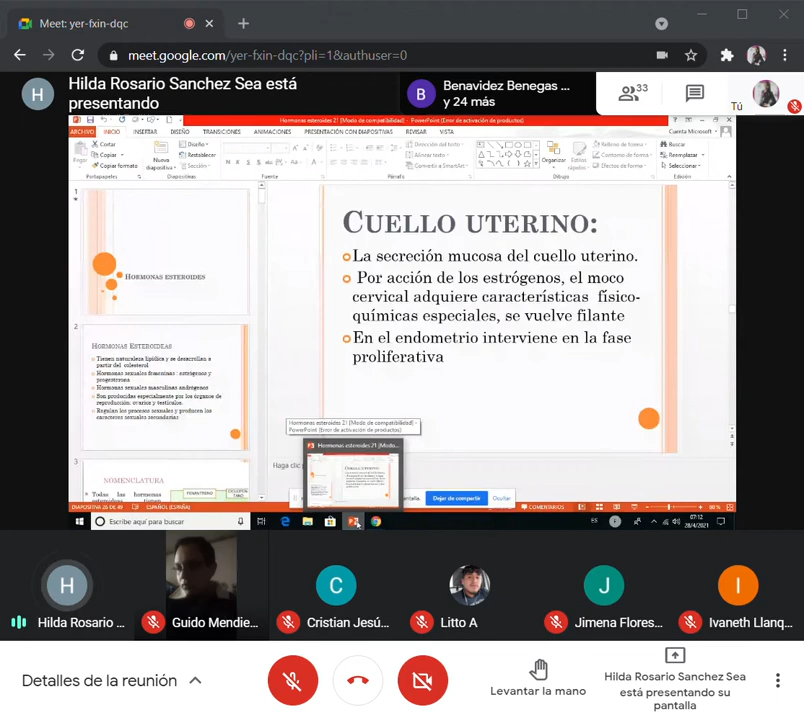 Meet: yer-fxin-dqc
meet.google.com/yer-fxin-dqc?pli=1&authuser=0
H
Hilda Rosario Sanchez Sea está
presentando
B
Benavidez Benegas ...
y 24 más
33
Tú
Hormonas esteroides 21 [Modo de compatibilidad] - PowerPoint (Error de activación de productos)
ARCHIVO
INICIO
INSERTAR
DISEÑO
TRANSICIONES
ANIMACIONES
PRESENTACIÓN CON DIAPOSITIVAS
REVISAR
VISTA
Cuenta Microsoft
Pegar
Cortar
Copiar
Copiar formato
Portapapeles
Nueva
diapositiva
Diseño
Restablecer
Sección
Diapositivas
Fuente
Dirección del texto
Alinear texto
Convertir a SmartArt
Párrafo
Organizar
Estilos
rápidos
Relleno de forma
Contorno de forma
Efectos de forma
Dibujo
Buscar
Reemplazar
Seleccionar
Edición
1
HORMONAS ESTEROIDES
2
HORMONAS ESTEROIDEAS
Tienen naturaleza lipídica y se desarrollan a
partir del colesterol
Hormonas sexuales femeninas : estrógenos y
progesterona
Hormonas sexuales masculinas andrógenos
Son producidas especialmente por los órganos de
reproducción, ovarios y testículos.
Regulan los procesos sexuales y producen los
caracteres sexuales secundarios
3
NOMENCLATURA
Todas las hormonas
CUELLO UTERINO:
La secreción mucosa del cuello uterino.
Por acción de los estrógenos, el moco
cervical adquiere características físico-
químicas especiales, se vuelve filante
En el endometrio interviene en la fase
proliferativa
Hormonas esteroides 21 [Modo de compatibilidad] -
PowerPoint (Error de activación de productos)
Hormonas esteroides 21 [Modo...
CUELLO UTERINO:
Haga clic
pantalla.
Dejar de compartir
Ocultar
DIAPOSITIVA 26 DE 49
ESPAÑOL (ESPAÑA)
COMENTARIOS
80%
Escribe aquí para buscar
ES
07:12
28/4/2021
H
Hilda Rosario ...
Guido Mendie...
C
Cristian Jesú...
Litto A
J
Jimena Flores...
I
Ivaneth Llanq...
Detalles de la reunión
Levantar la mano
Hilda Rosario Sanchez Sea
está presentando su
pantalla